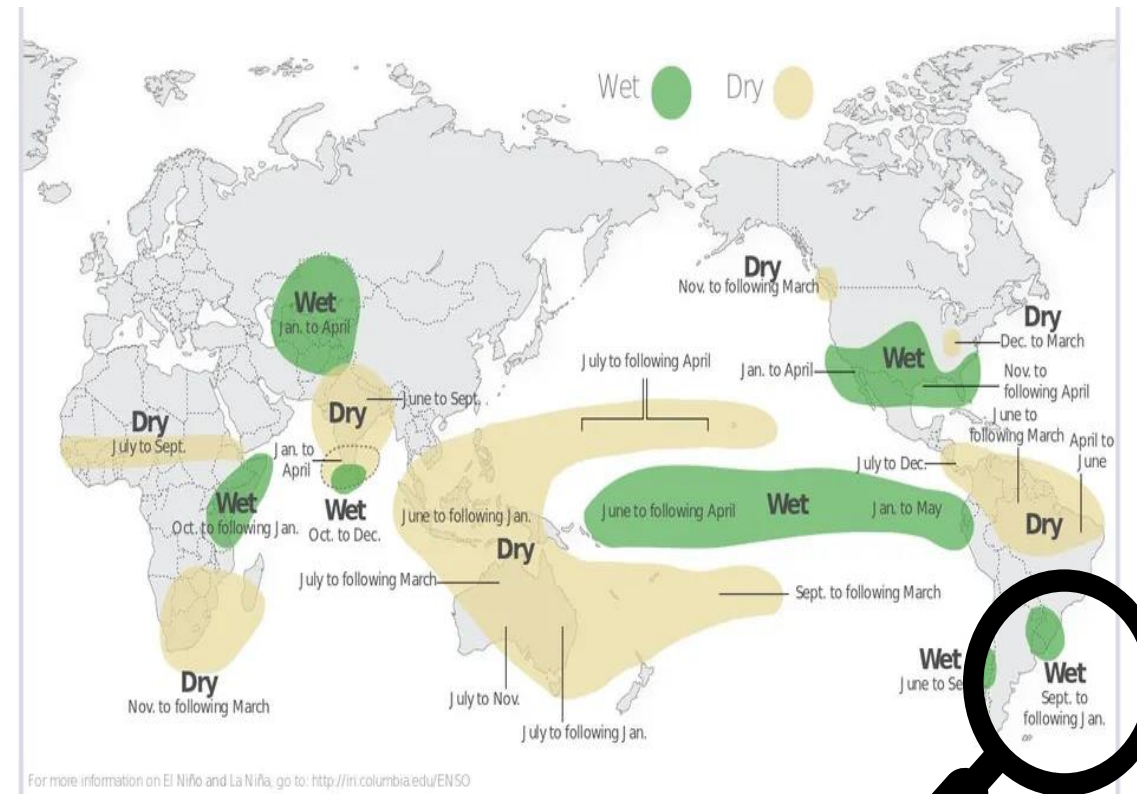 Wet
Dry
Dry
Nov. to following March
Dry
Dec. to March
Wet
Jan. to April
July to following April
Jan. to April
Wet
Nov. to
following April
Dry
June to Sept.
Dry
July to Sept.
Jan. to
April
June to
following March
April to
June
July to Dec.
Wet
Oct. to following Jan.
Wet
Oct. to Dec.
June to following Jan.
Dry
June to following April
Wet
Jan. to May
Dry
July to following March
Sept. to following March
Dry
Nov. to following March
July to Nov.
July to following Jan.
Wet
June to Se
Wet
Sept. to
following Jan.
For more information on El Niño and La Niña, go to: http://iri.columbia.edu/ENSO